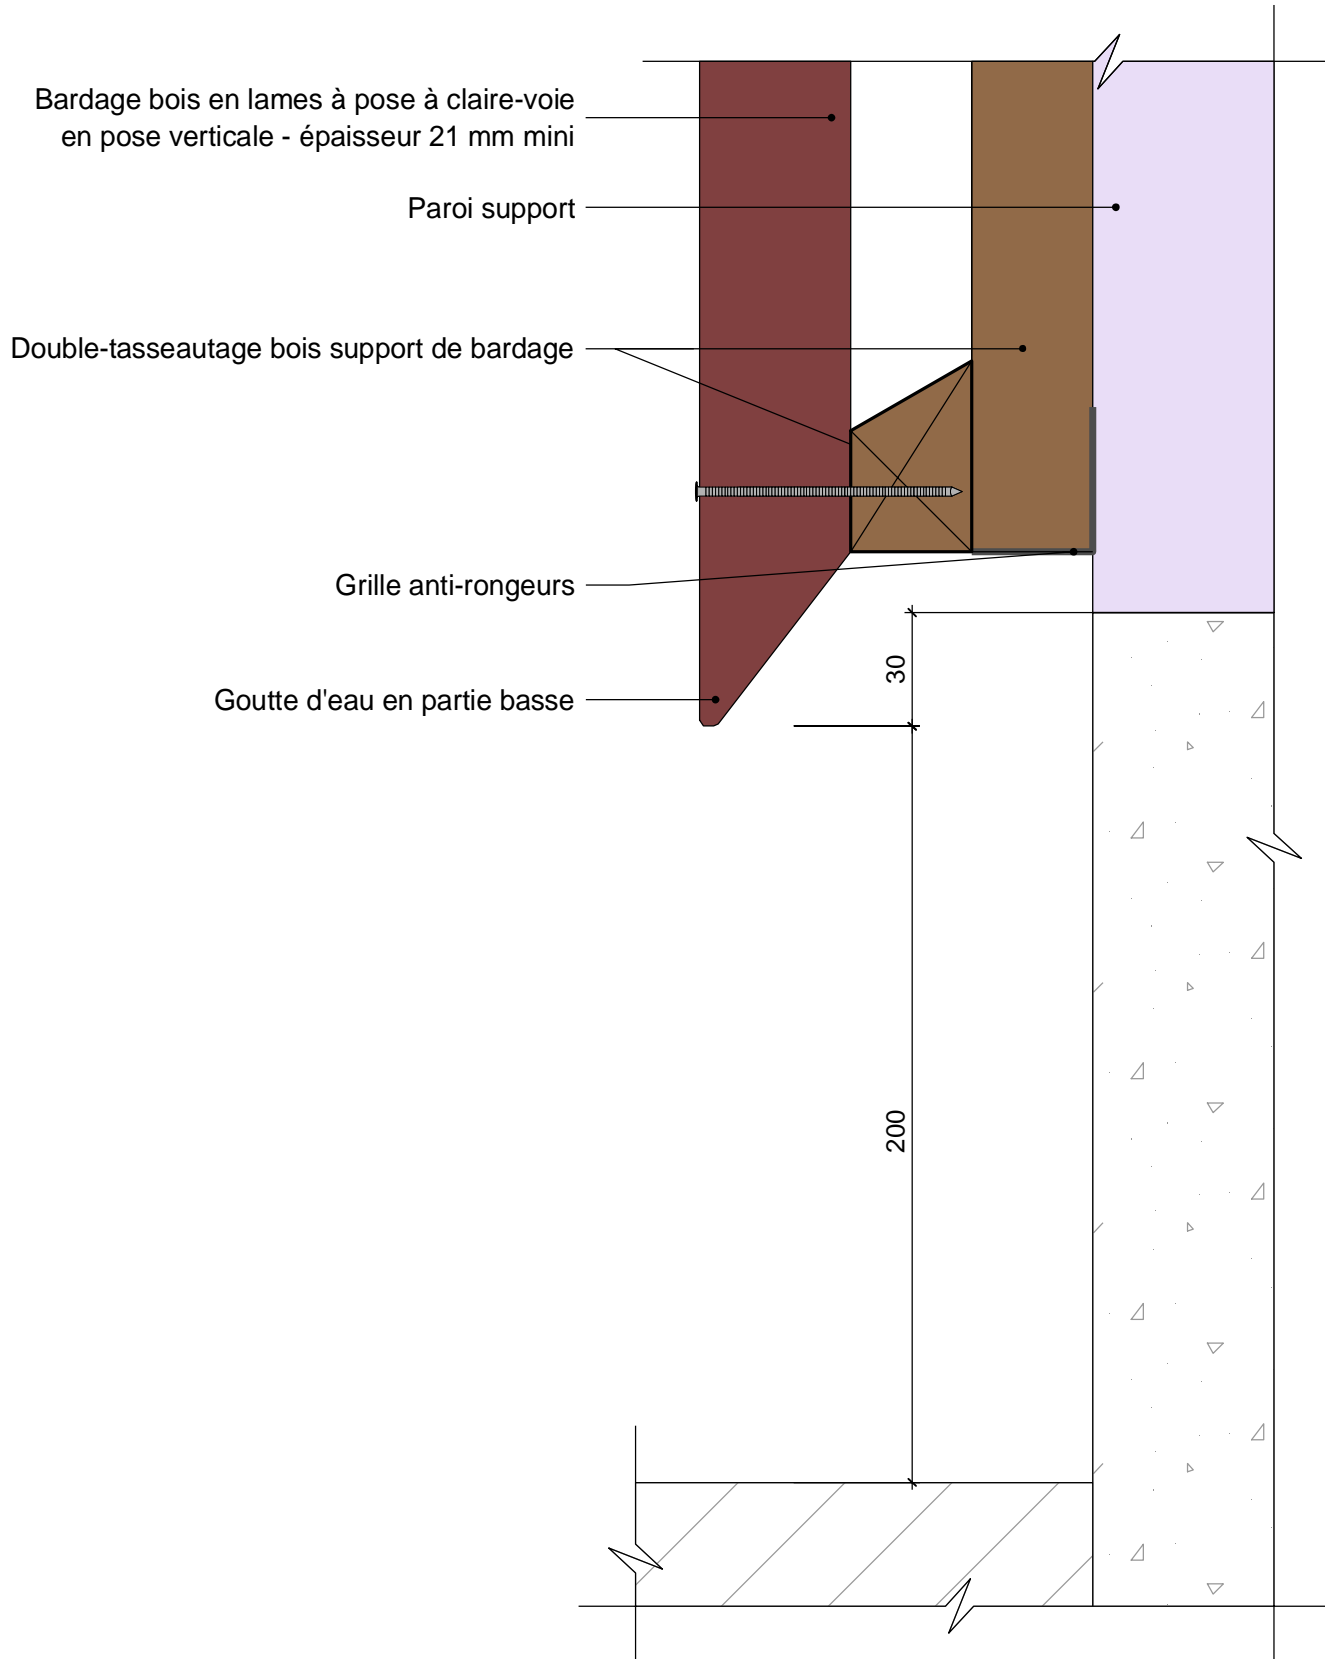 Bardage bois en lames à pose à claire-voie
en pose verticale - épaisseur 21 mm mini
Paroi support
Double-tasseautage bois support de bardage
Grille anti-rongeurs
30
Goutte d'eau en partie basse
200